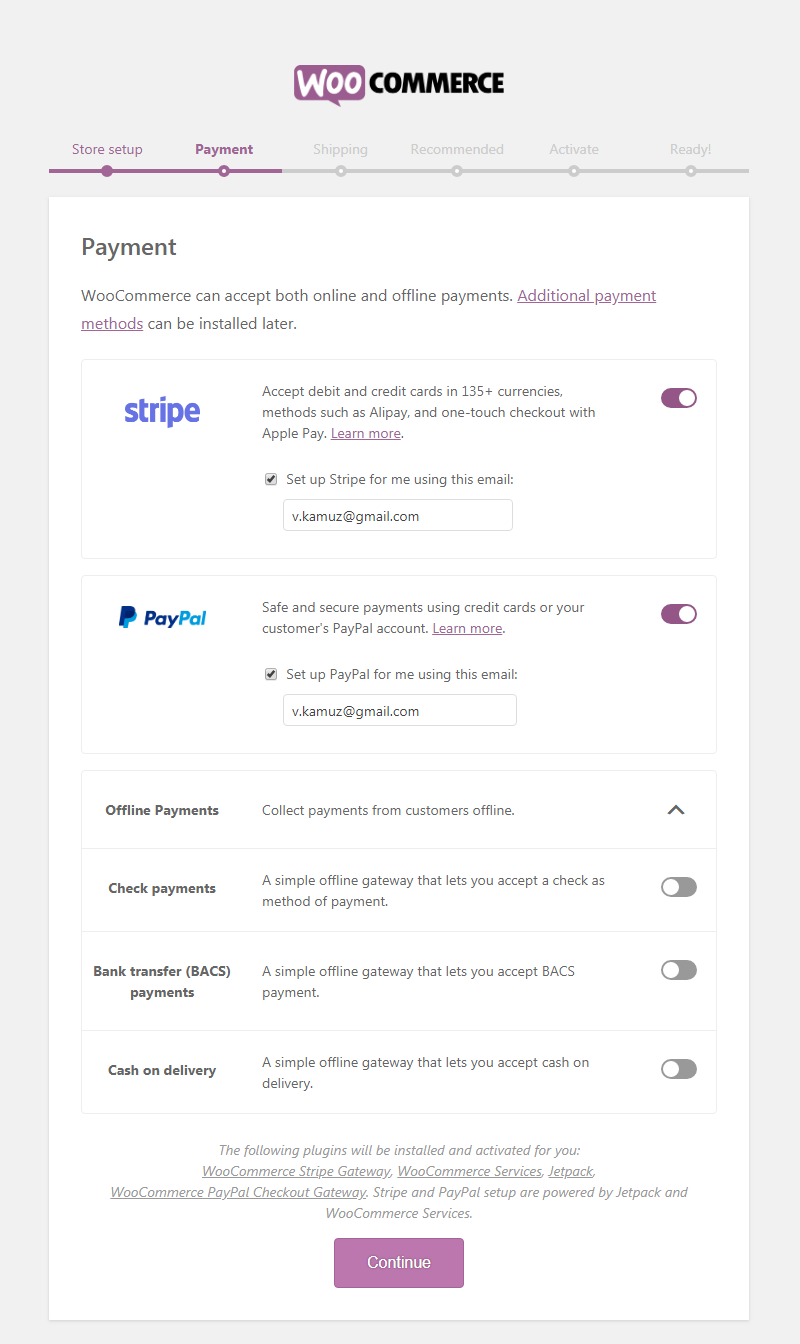 WOO COMMERCE
Store setup Payment Shipping Recommended Activate Ready!
Payment
WooCommerce can accept both online and offline payments. Additional payment
methods can be installed later.
stripe
Accept debit and credit cards in 135+ currencies,
methods such as Alipay, and one-touch checkout with
Apple Pay. Learn more.
Set up Stripe for me using this email:
v.kamuz@gmail.com
PayPal
Safe and secure payments using credit cards or your
customer's PayPal account. Learn more.
Set up PayPal for me using this email:
v.kamuz@gmail.com
Offline Payments
Collect payments from customers offline.
Check payments
A simple offline gateway that lets you accept a check as
method of payment.
Bank transfer (BACS)
payments
A simple offline gateway that lets you accept BACS
payment.
Cash on delivery
A simple offline gateway that lets you accept cash on
delivery.
The following plugins will be installed and activated for you:
WooCommerce Stripe Gateway, WooCommerce Services, Jetpack,
WooCommerce PayPal Checkout Gateway. Stripe and PayPal setup are powered by Jetpack and
WooCommerce Services.
Continue